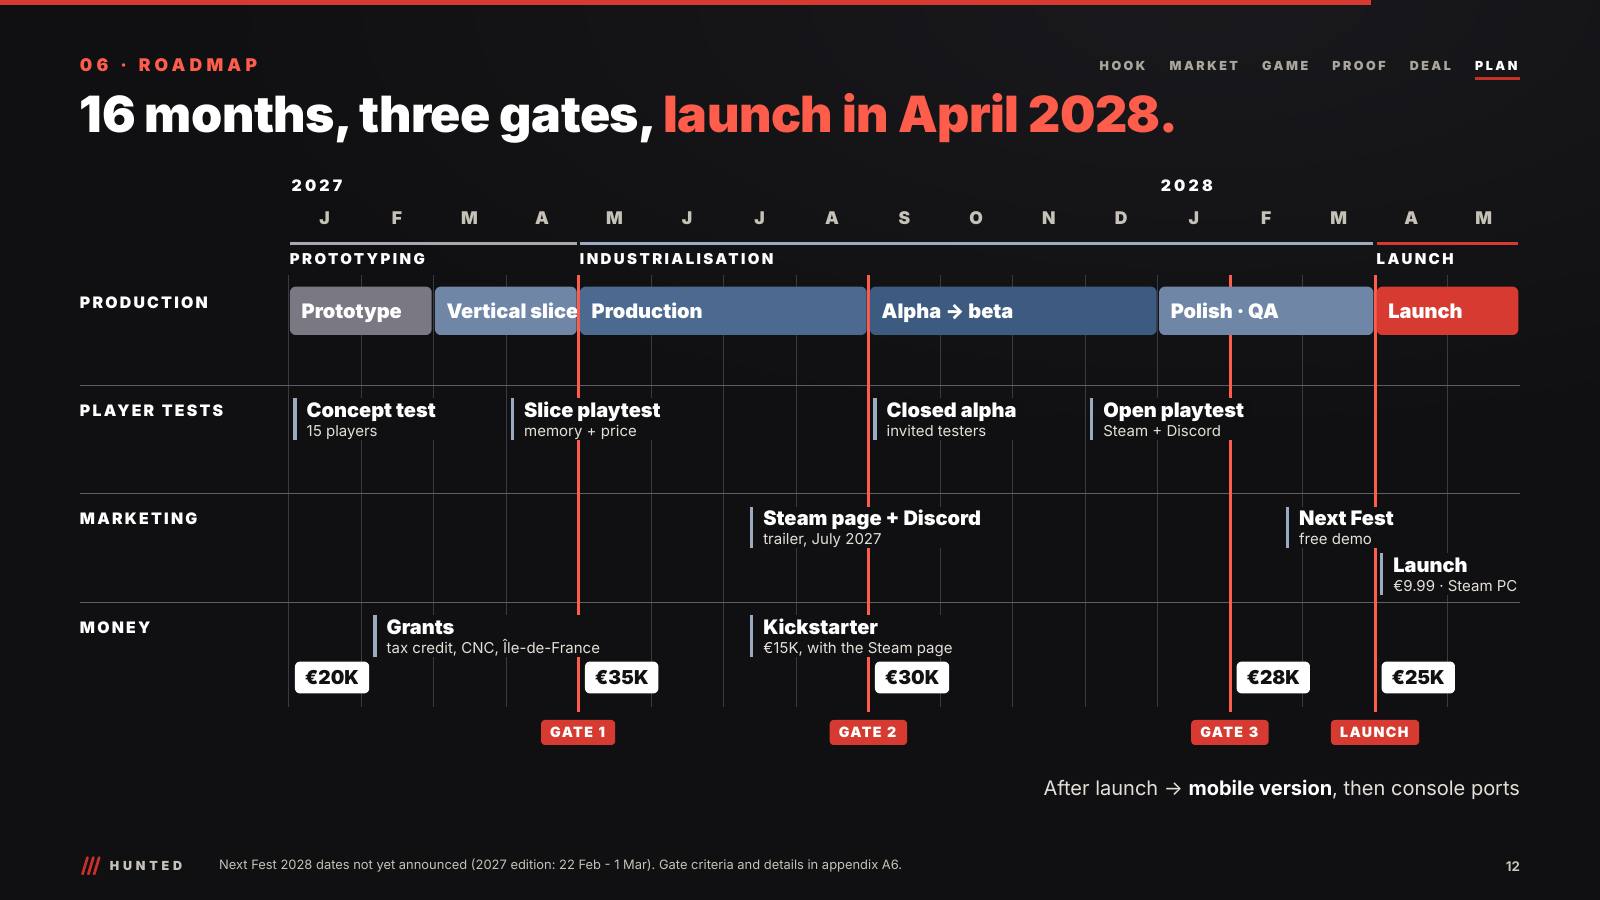 06 · ROADMAP
HOOK MARKET GAME PROOF DEAL PLAN
16 months, three gates, launch in April 2028.
2027 2028
J F M A M J J A S O N D J F M A M
PROTOTYPING INDUSTRIALISATION LAUNCH
PRODUCTION
Prototype Vertical slice Production Alpha → beta Polish · QA Launch
PLAYER TESTS
Concept test
15 players
Slice playtest
memory + price
Closed alpha
invited testers
Open playtest
Steam + Discord
MARKETING
Steam page + Discord
trailer, July 2027
Next Fest
free demo
Launch
€9.99 · Steam PC
MONEY
Grants
tax credit, CNC, Île-de-France
Kickstarter
€15K, with the Steam page
€20K €35K €30K €28K €25K
GATE 1 GATE 2 GATE 3 LAUNCH
After launch → mobile version, then console ports
HUNTED
Next Fest 2028 dates not yet announced (2027 edition: 22 Feb - 1 Mar). Gate criteria and details in appendix A6.
12